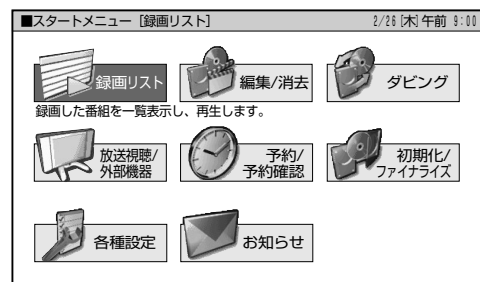 ■スタートメニュー［録画リスト］ 2/26[木]午前 9:00
録画リスト 編集/消去 ダビング
録画した番組を一覧表示し、再生します。
放送視聴/ 予約/ 初期化/
外部機器 予約確認 ファイナライズ
各種設定 お知らせ